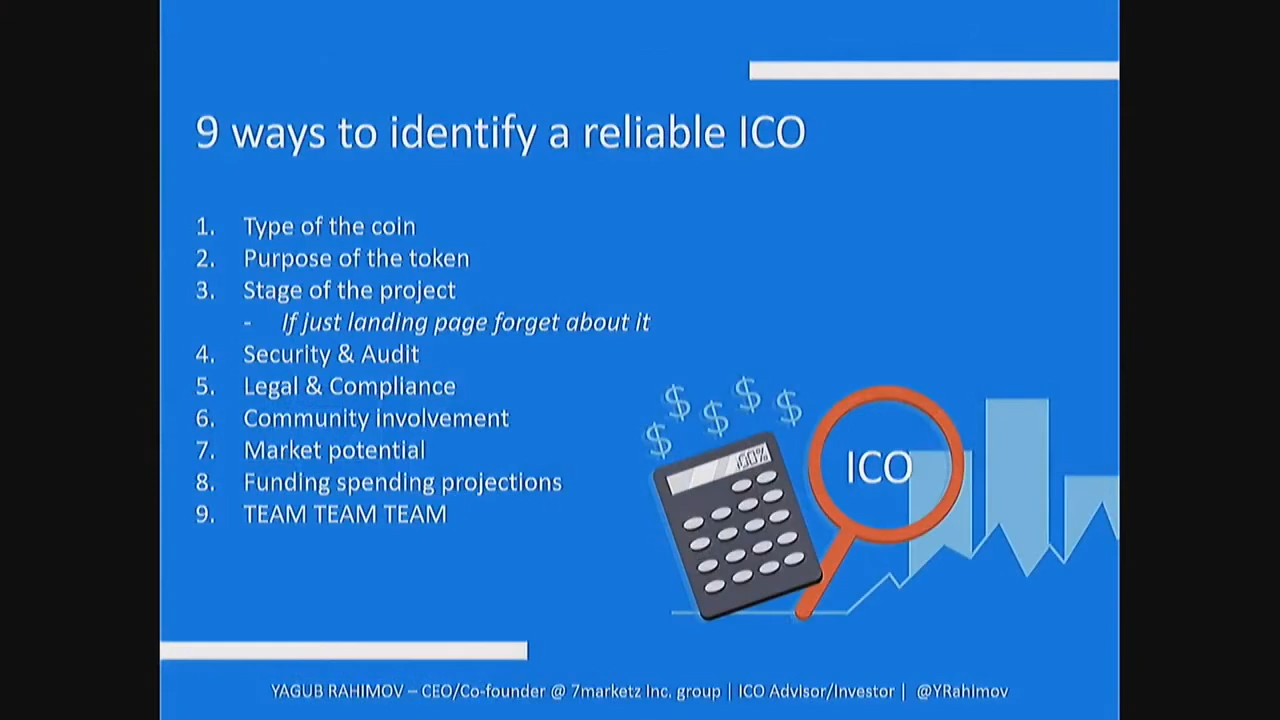 9 ways to identify a reliable ICO
1. Type of the coin
2. Purpose of the token
3. Stage of the project
- If just landing page forget about it
4. Security & Audit
5. Legal & Compliance
6. Community involvement
7. Market potential
8. Funding spending projections
9. TEAM TEAM TEAM
$ $ $ $ $
ICO
YAGUB RAHIMOV – CEO/Co-founder @ 7marketz Inc. group | ICO Advisor/Investor | @YRahimov